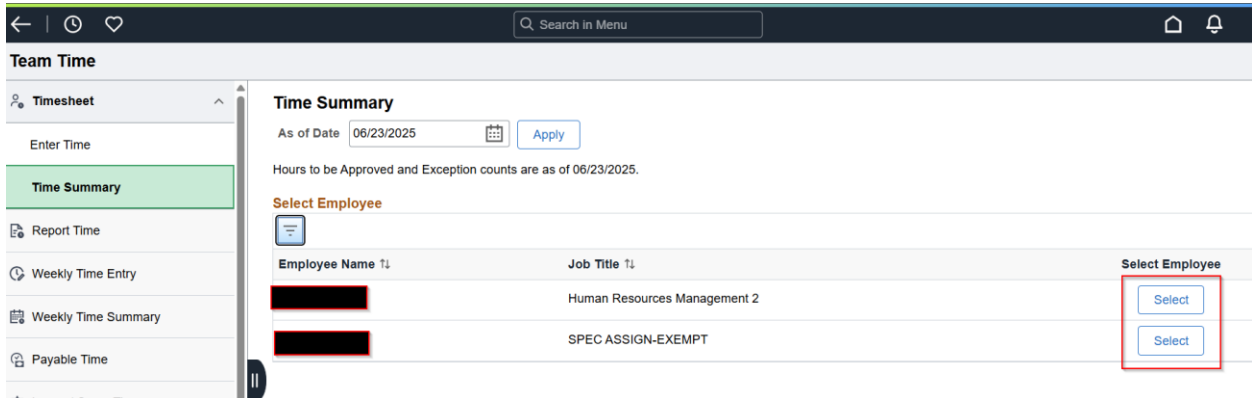 Search in Menu
Team Time
Timesheet
Enter Time
Time Summary
Report Time
Weekly Time Entry
Weekly Time Summary
Payable Time
Time Summary
As of Date 06/23/2025 Apply
Hours to be Approved and Exception counts are as of 06/23/2025.
Select Employee
Employee Name Job Title Select Employee
Human Resources Management 2 Select
SPEC ASSIGN-EXEMPT Select